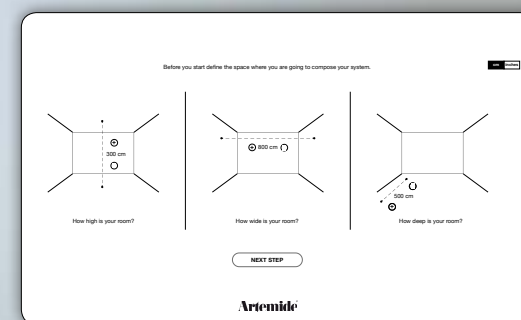 Before you start define the space where you are going to compose your system.
cm inches
300 cm
800 cm
500 cm
How high is your room?
How wide is your room?
How deep is your room?
NEXT STEP
Artemide